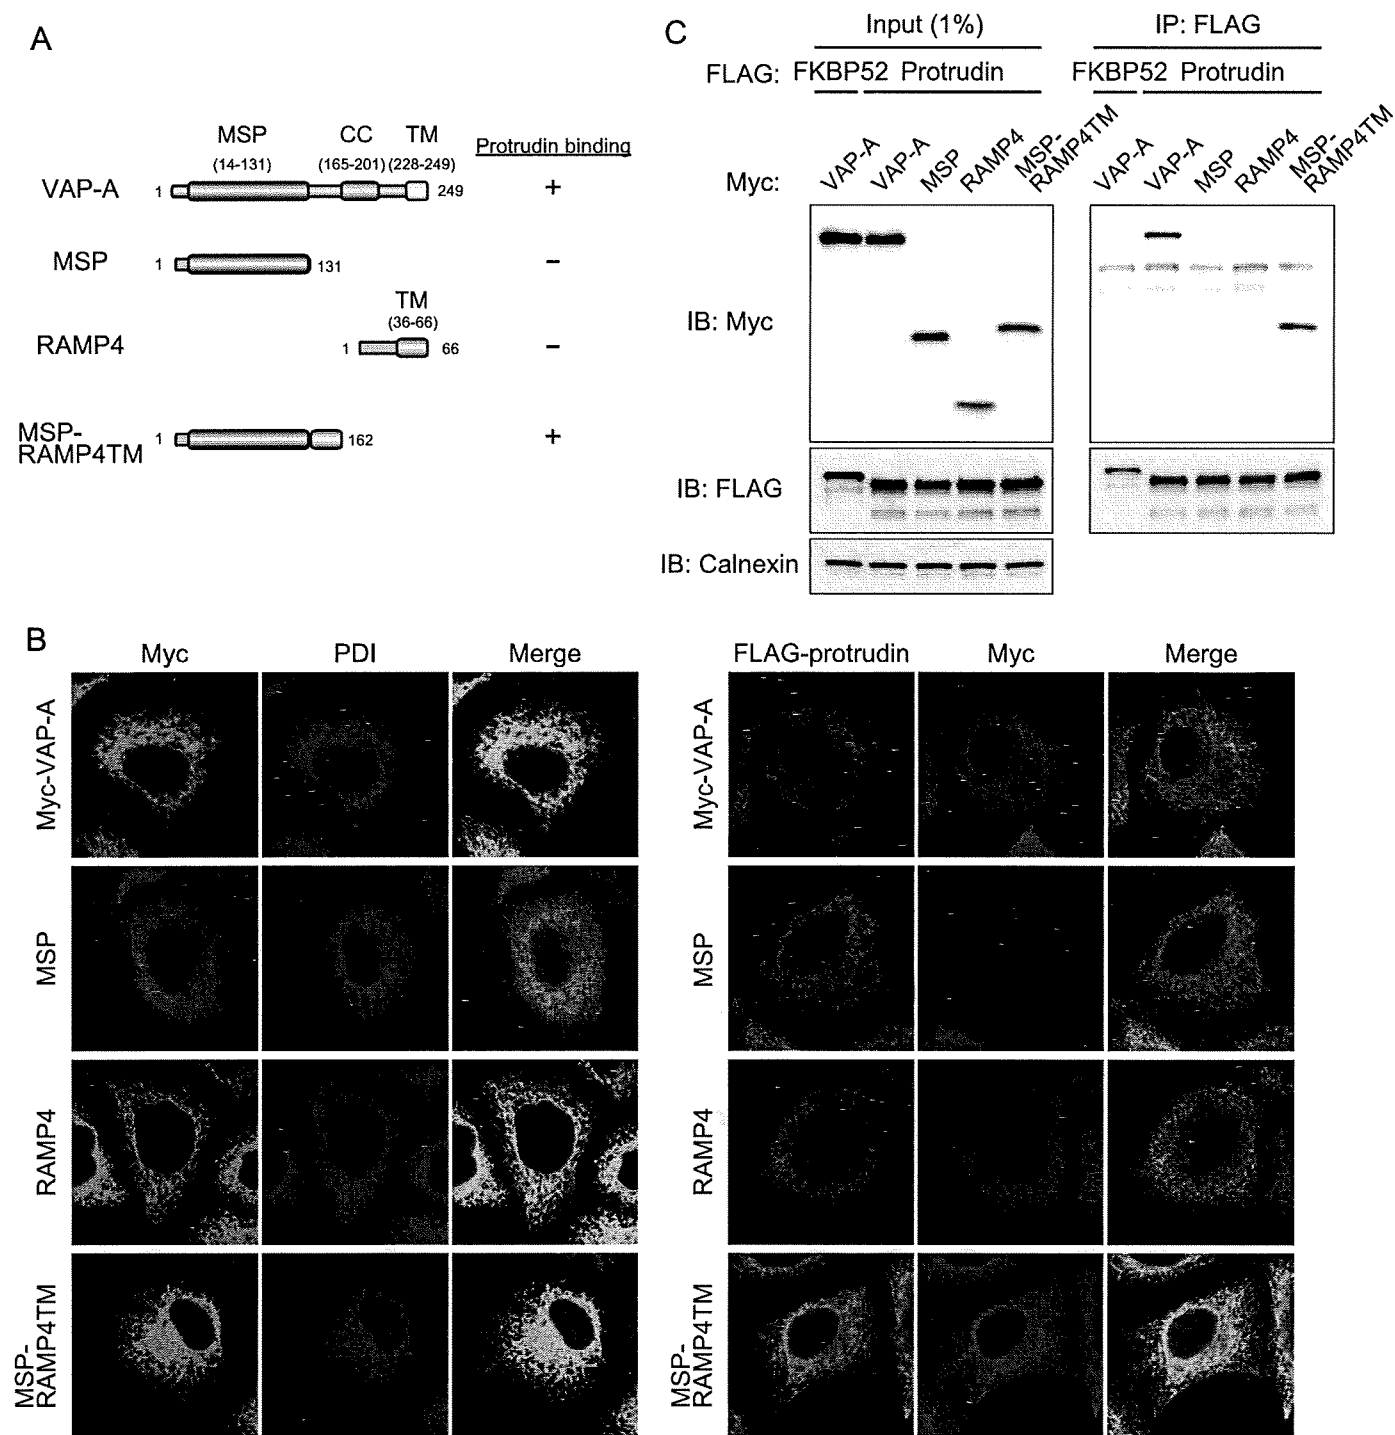 A
MSP CC TM
(14-131) (165-201) (228-249) Protrudin binding
VAP-A 1 249 +
MSP 1 131 –
TM
(36-66)
RAMP4 1 66 –
MSP-
RAMP4TM 1 162 +
C
Input (1%) IP: FLAG
FLAG: FKBP52 Protrudin FKBP52 Protrudin
Myc: VAP-A VAP-A MSP RAMP4 MSP-RAMP4TM VAP-A VAP-A MSP RAMP4 MSP-RAMP4TM
IB: Myc
IB: FLAG
IB: Calnexin
B
Myc PDI Merge FLAG-protrudin Myc Merge
Myc-VAP-A Myc-VAP-A
MSP MSP
RAMP4 RAMP4
MSP-
RAMP4TM
MSP-
RAMP4TM